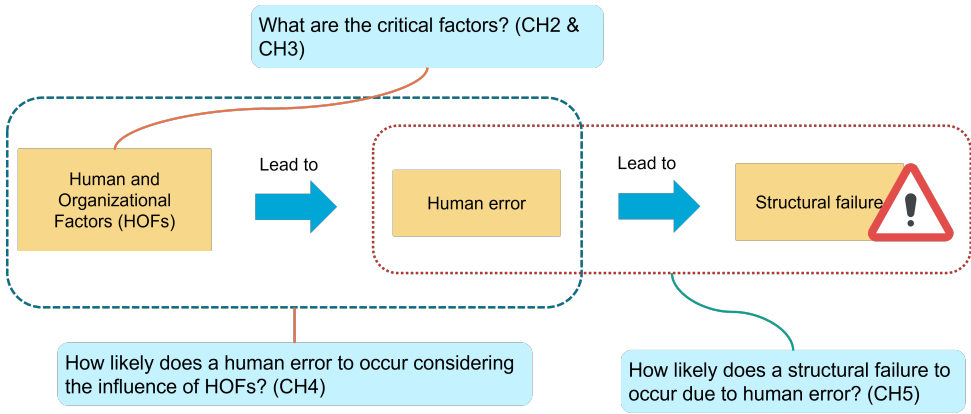 What are the critical factors? (CH2 &
CH3)
Human and
Organizational
Factors (HOFs)
Lead to
Human error
Lead to
Structural failure
How likely does a human error to occur considering
the influence of HOFs? (CH4)
How likely does a structural failure to
occur due to human error? (CH5)